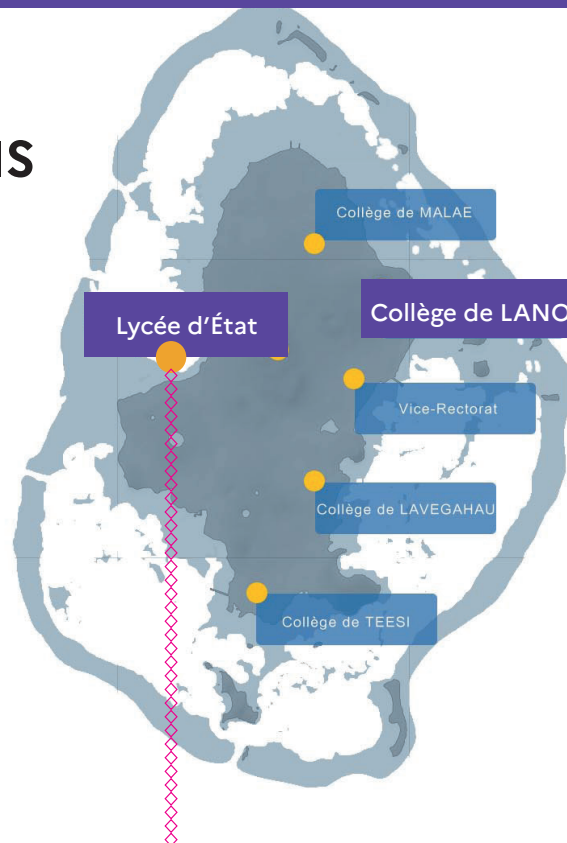 Collège de MALAE
Lycée d'État
Collège de LANO
Vice-Rectorat
Collège de LAVEGAHAU
Collège de TEESI